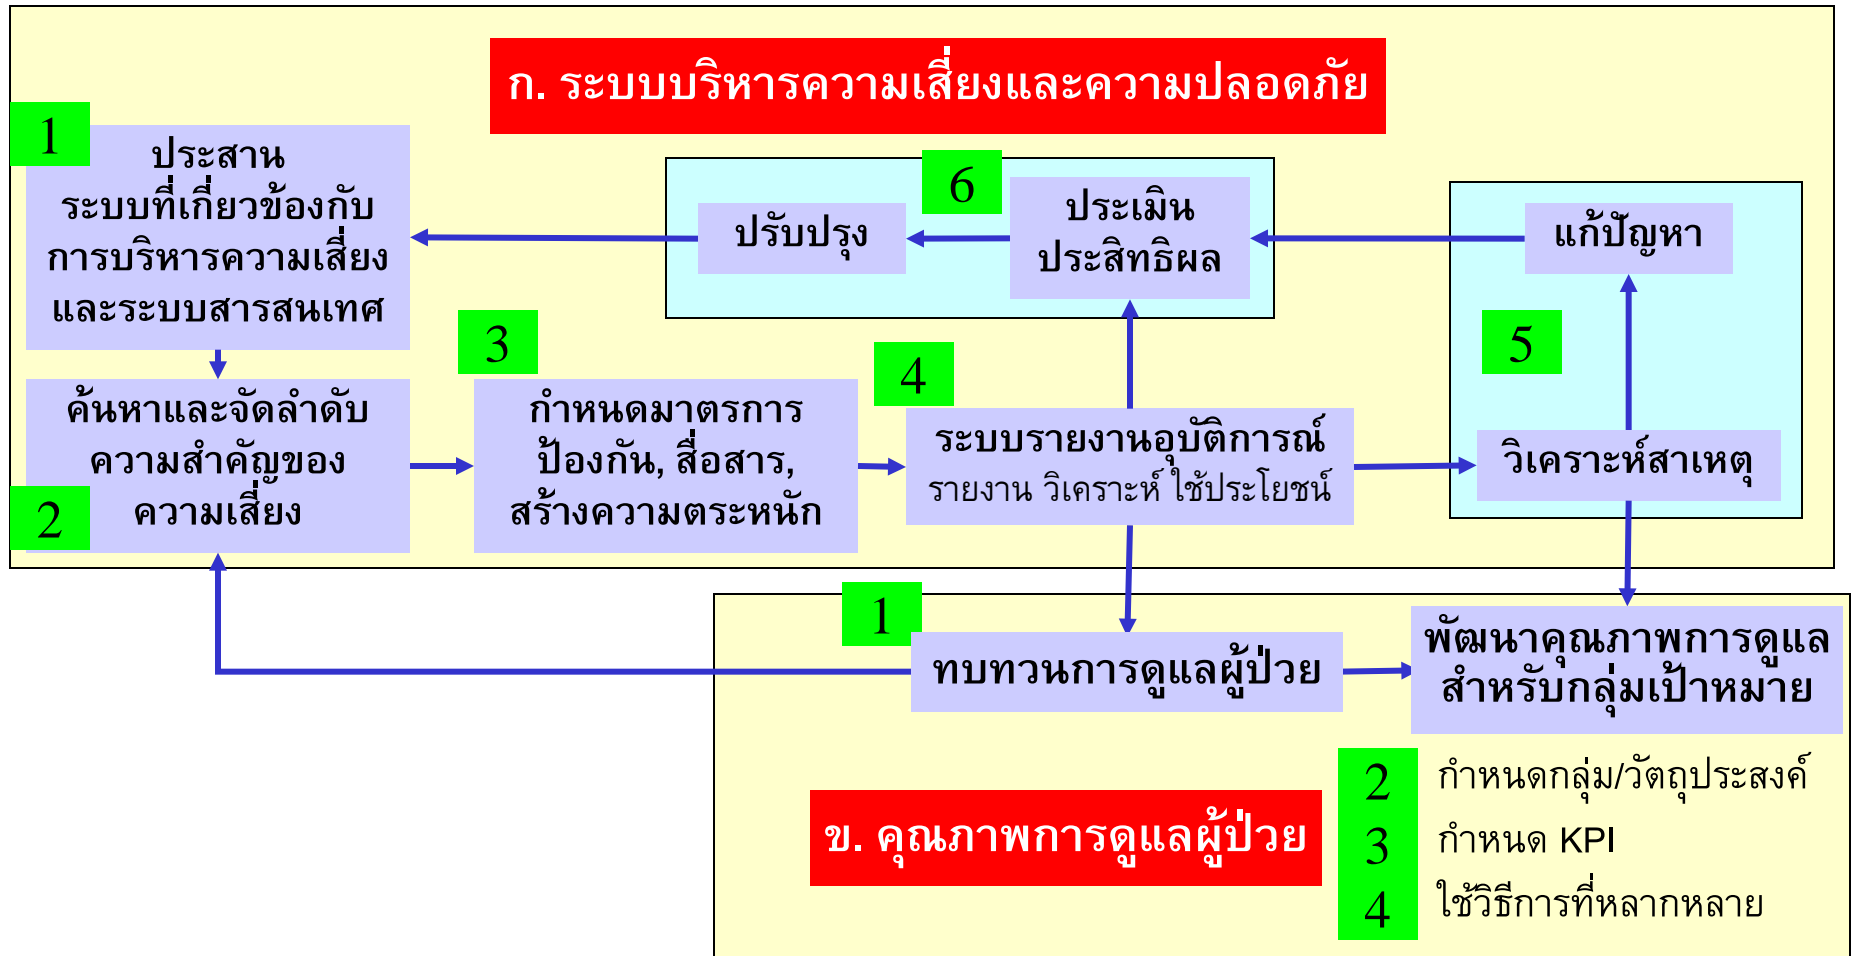 ก. ระบบบริหารความเสี่ยงและความปลอดภัย
1
ประสาน
ระบบที่เกี่ยวข้องกับ
การบริหารความเสี่ยง
และระบบสารสนเทศ
6
ปรับปรุง
ประเมิน
ประสิทธิผล
แก้ปัญหา
2
ค้นหาและจัดลำดับ
ความสำคัญของ
ความเสี่ยง
3
กำหนดมาตรการ
ป้องกัน, สื่อสาร,
สร้างความตระหนัก
4
ระบบรายงานอุบัติการณ์
รายงาน วิเคราะห์ ใช้ประโยชน์
5
วิเคราะห์สาเหตุ
1
ทบทวนการดูแลผู้ป่วย
พัฒนาคุณภาพการดูแล
สำหรับกลุ่มเป้าหมาย
ข. คุณภาพการดูแลผู้ป่วย
2 กำหนดกลุ่ม/วัตถุประสงค์
3 กำหนด KPI
4 ใช้วิธีการที่หลากหลาย